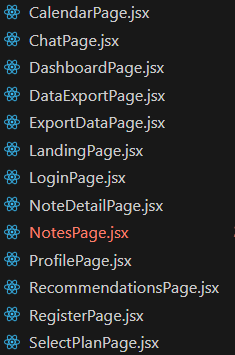 CalendarPage.jsx
ChatPage.jsx
DashboardPage.jsx
DataExportPage.jsx
ExportDataPage.jsx
LandingPage.jsx
LoginPage.jsx
NoteDetailPage.jsx
NotesPage.jsx
ProfilePage.jsx
RecommendationsPage.jsx
RegisterPage.jsx
SelectPlanPage.jsx